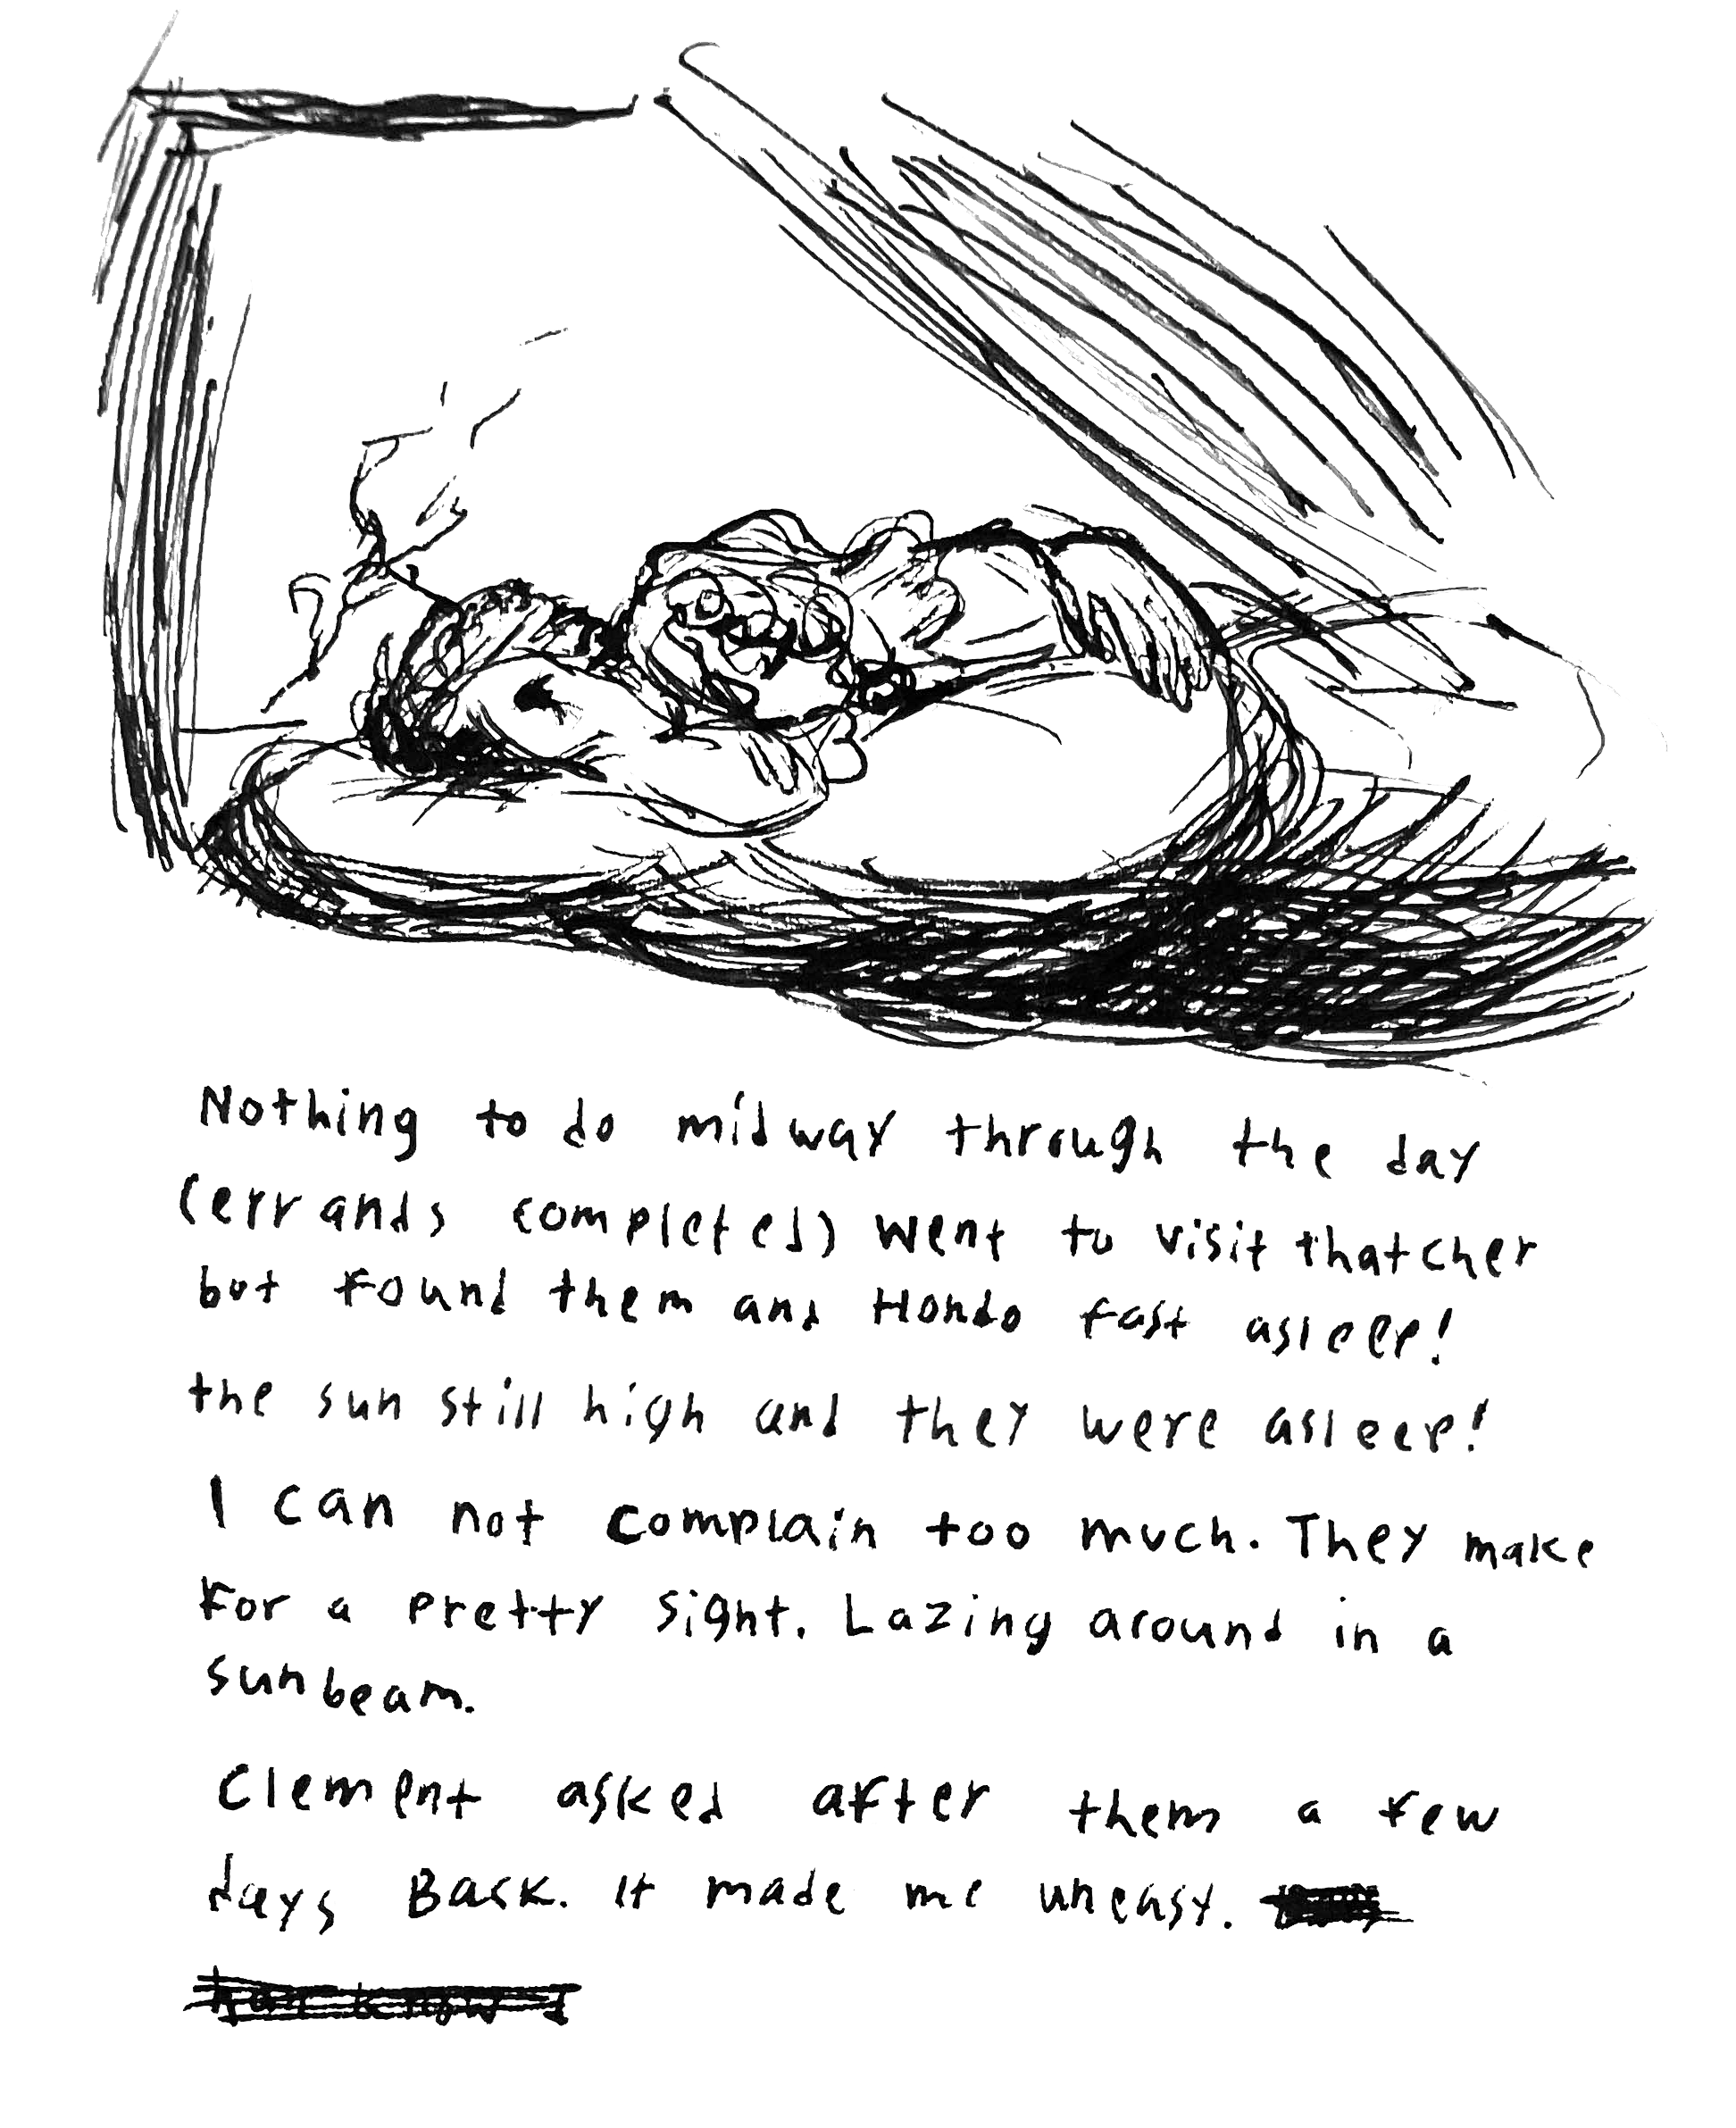 Nothing to do midway through the day
(errands completed) went to visit thatcher
but found them and Hondo fast asleep!
the sun still high and they were asleep!
I can not complain too much. They make
for a pretty sight. Lazing around in a
sunbeam.
Clement asked after them a few
days Back. it made me uneasy.